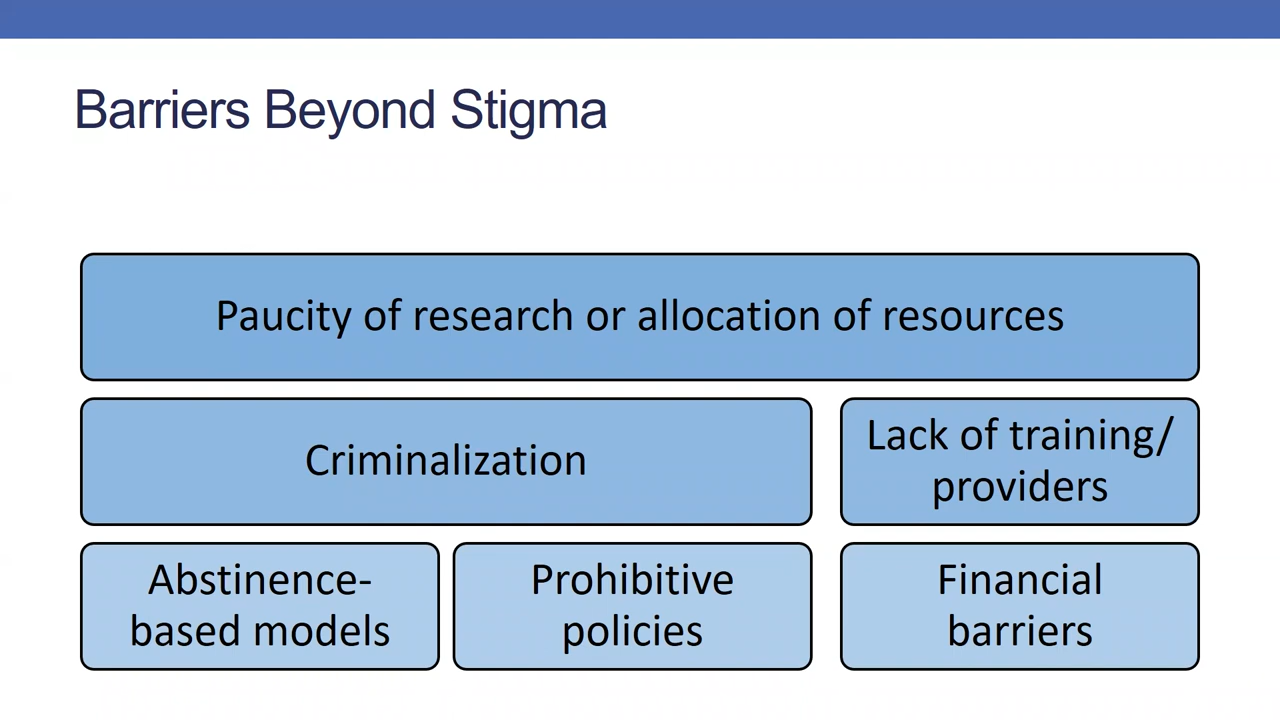 Barriers Beyond Stigma
Paucity of research or allocation of resources
Criminalization
Lack of training/
providers
Abstinence-
based models
Prohibitive
policies
Financial
barriers